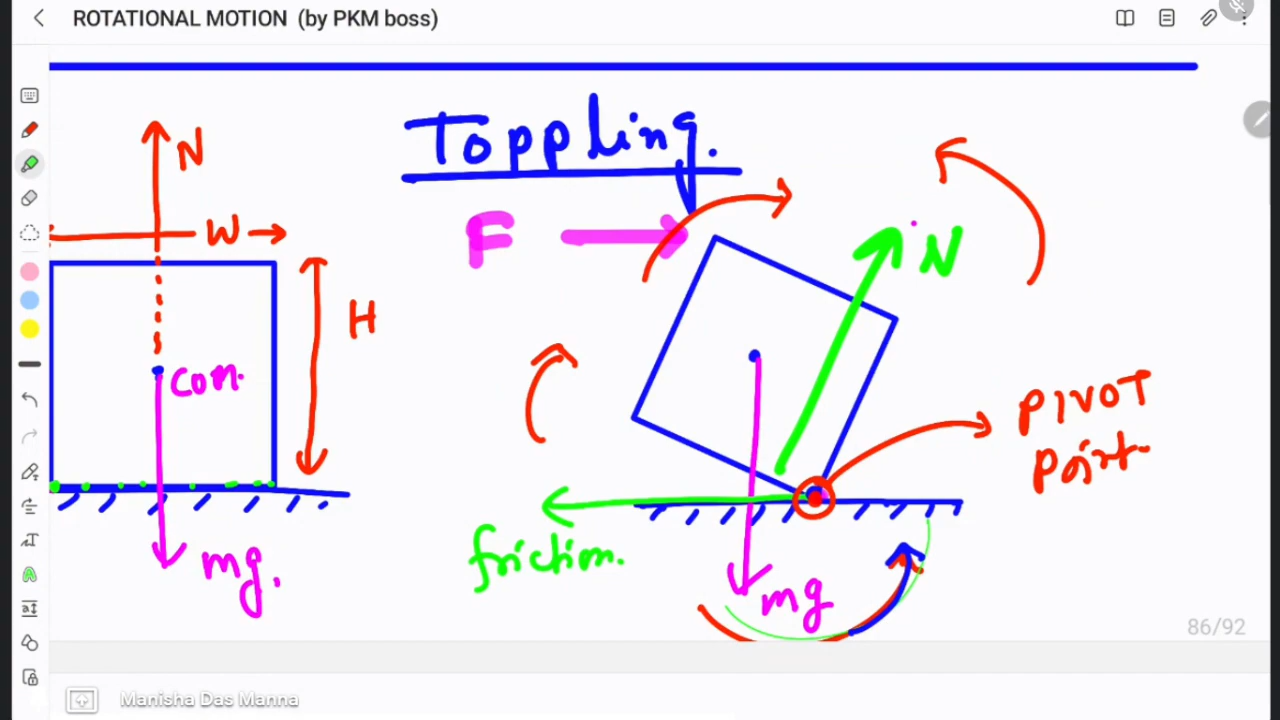 ROTATIONAL MOTION (by PKM boss)
Toppling.
N
W
H
com.
mg.
F
N
PIVOT
Point
friction.
mg
86/92
Manisha Das Manna